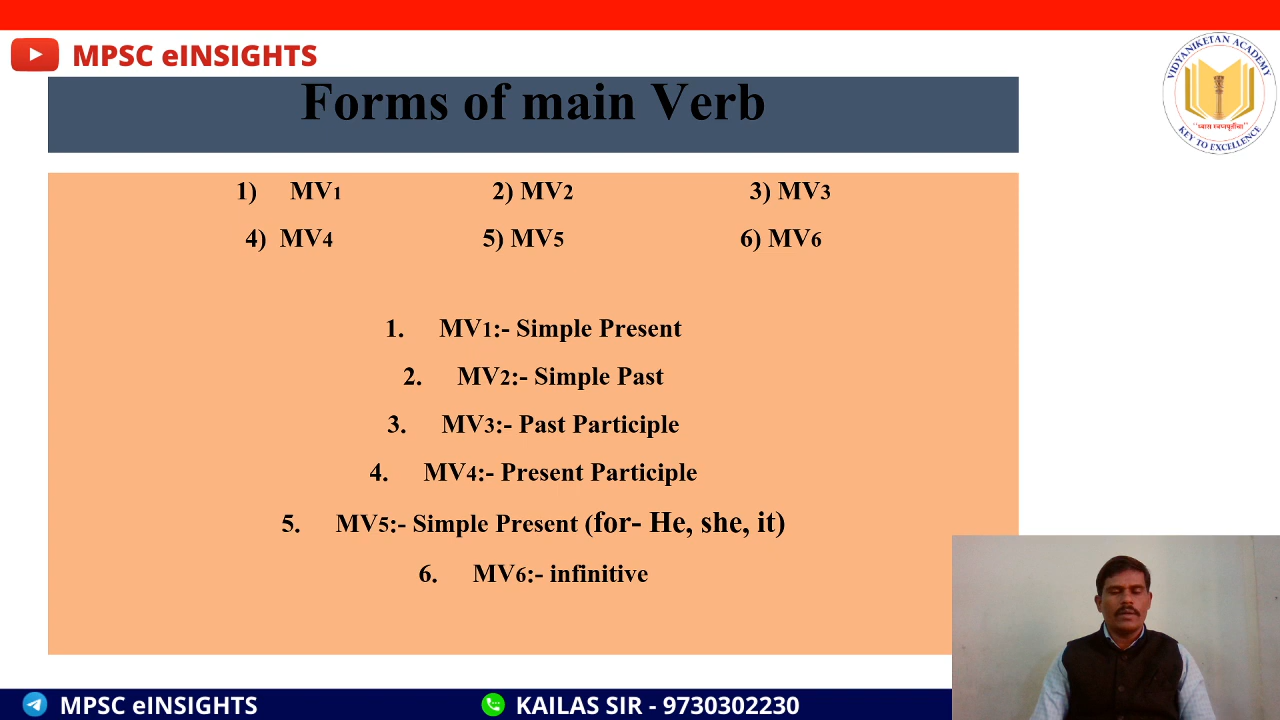 MPSC eINSIGHTS
VIDYANIKETAN ACADEMY
"ध्यास स्वप्नपूर्तीचा"
KEY TO EXCELLENCE
Forms of main Verb
1) MV1 2) MV2 3) MV3
4) MV4 5) MV5 6) MV6
1. MV1:- Simple Present
2. MV2:- Simple Past
3. MV3:- Past Participle
4. MV4:- Present Participle
5. MV5:- Simple Present (for- He, she, it)
6. MV6:- infinitive
MPSC eINSIGHTS
KAILAS SIR - 9730302230